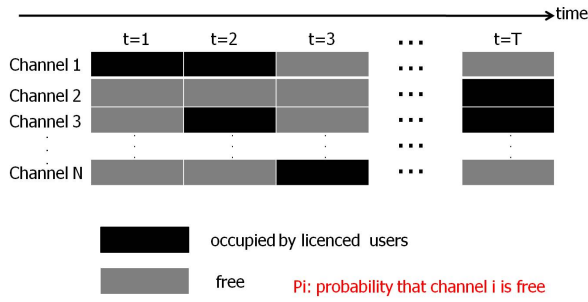 time
t=1 t=2 t=3 ... t=T
Channel 1 ...
Channel 2 ...
Channel 3 ...
...
Channel N ...
occupied by licenced users
free
Pi: probability that channel i is free